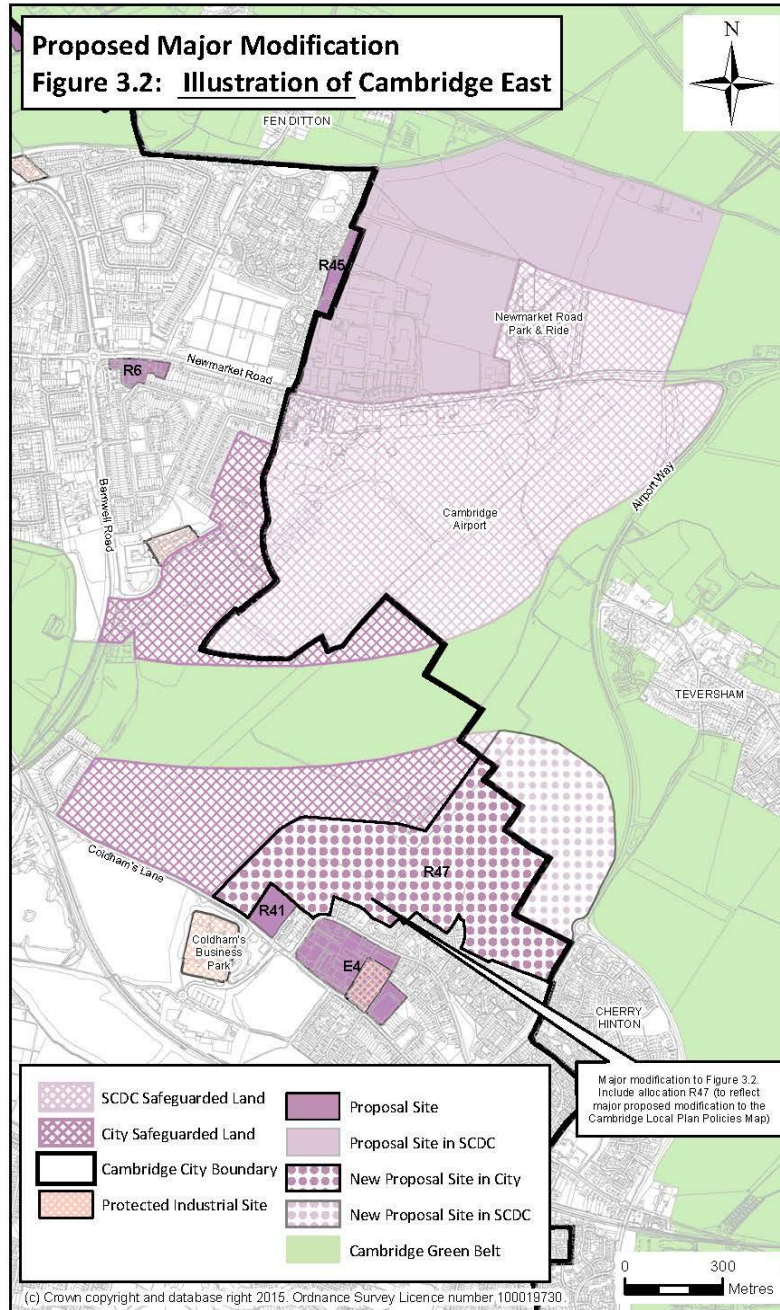 Proposed Major Modification
Figure 3.2: Illustration of Cambridge East
N
FEN DITTON
R45
Newmarket Road
Park & Ride
R6
Newmarket Road
Barnwell Road
Cambridge
Airport
Airport Way
TEVERSHAM
Coldham's Lane
R47
R41
Coldham's
Business
Park
E4
CHERRY
HINTON
Major modification to Figure 3.2.
Include allocation R47 (to reflect
major proposed modification to the
Cambridge Local Plan Policies Map)
SCDC Safeguarded Land
City Safeguarded Land
Cambridge City Boundary
Protected Industrial Site
Proposal Site
Proposal Site in SCDC
New Proposal Site in City
New Proposal Site in SCDC
Cambridge Green Belt
0 300
Metres
(c) Crown copyright and database right 2015. Ordnance Survey Licence number 100019730.